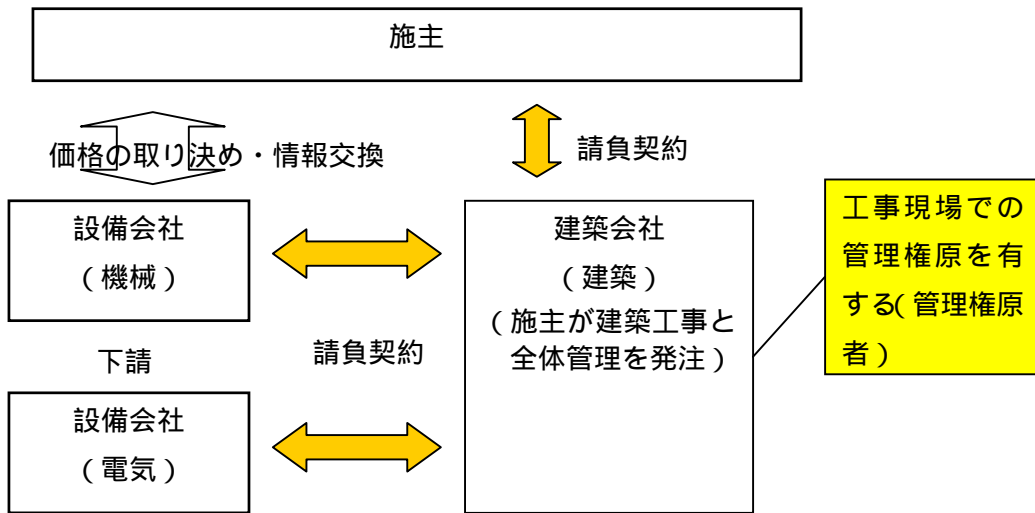 施主
価格の取り決め・情報交換
請負契約
設備会社
（機械）
下請
設備会社
（電気）
請負契約
建築会社
（建築）
（施主が建築工事と
全体管理を発注）
工事現場での
管理権原を有
する（管理権原
者）